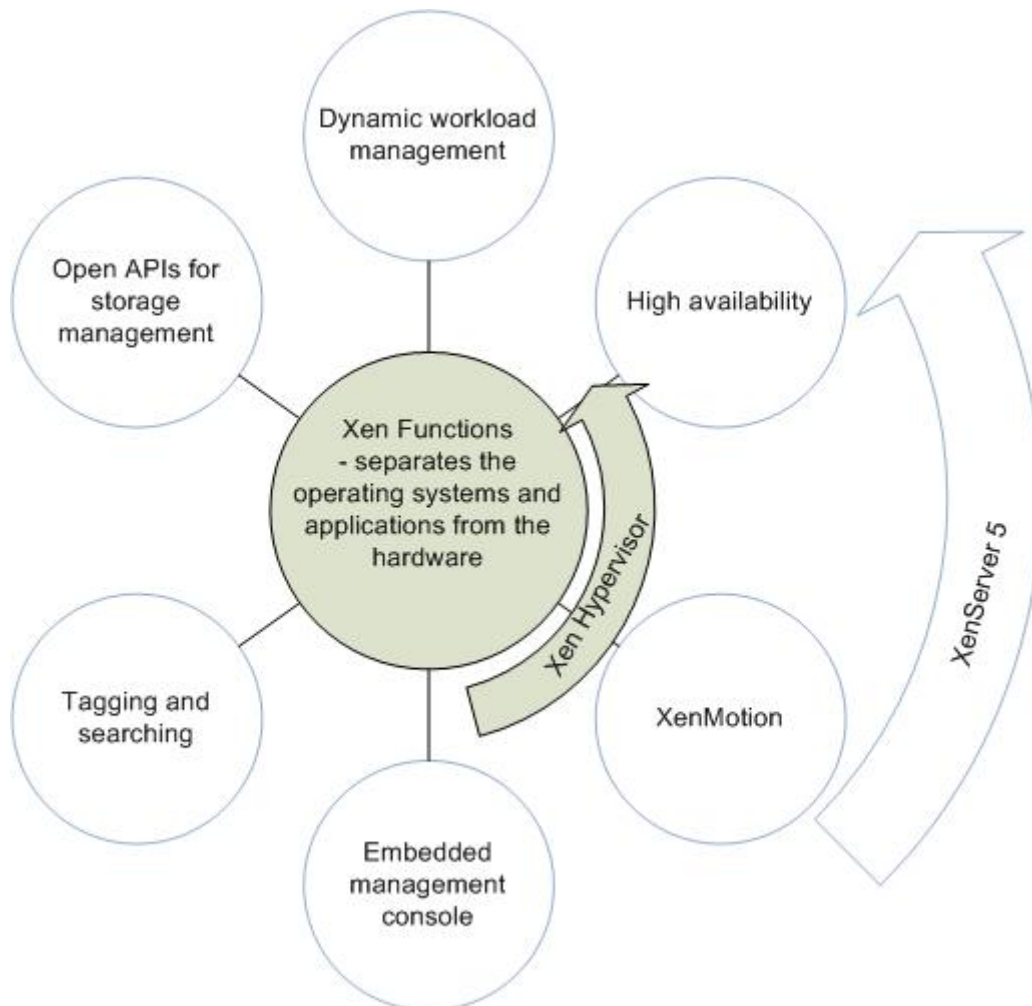 Dynamic workload
management
Open APIs for
storage
management
High availability
Xen Functions
- separates the
operating systems and
applications from the
hardware
Xen Hypervisor
XenServer 5
Tagging and
searching
XenMotion
Embedded
management
console